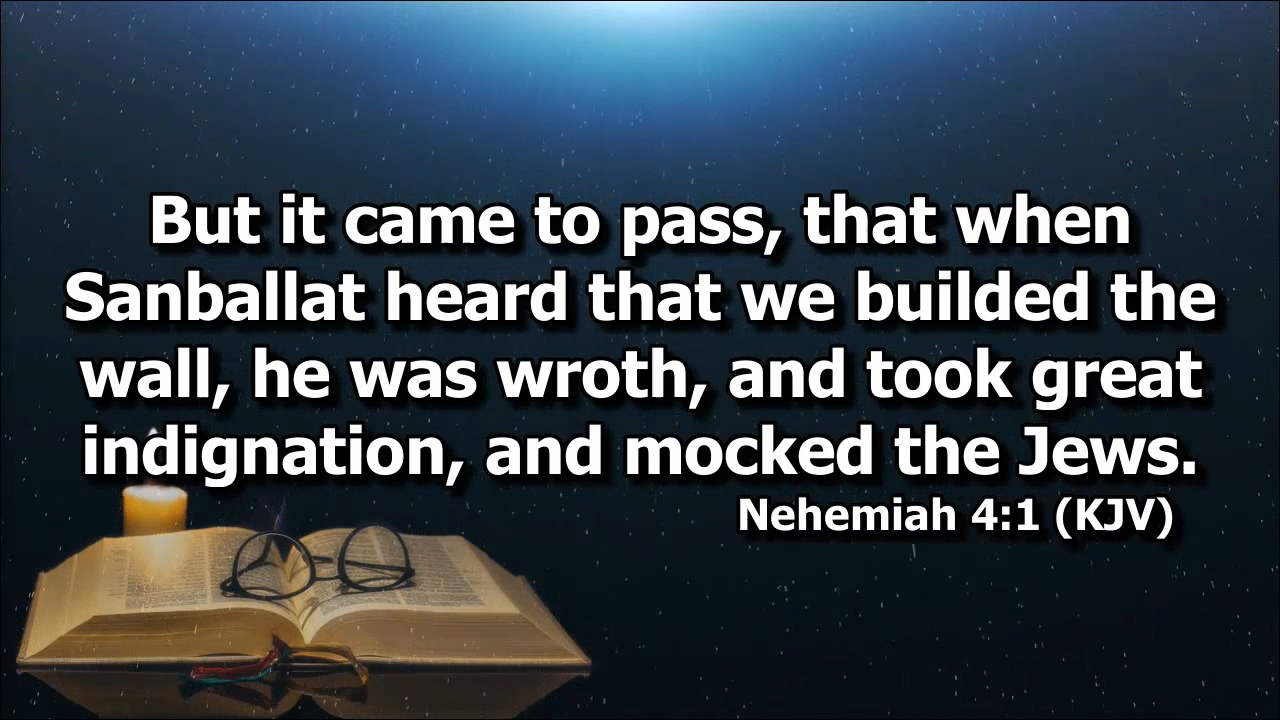 But it came to pass, that when
Sanballat heard that we builded the
wall, he was wroth, and took great
indignation, and mocked the Jews.
Nehemiah 4:1 (KJV)